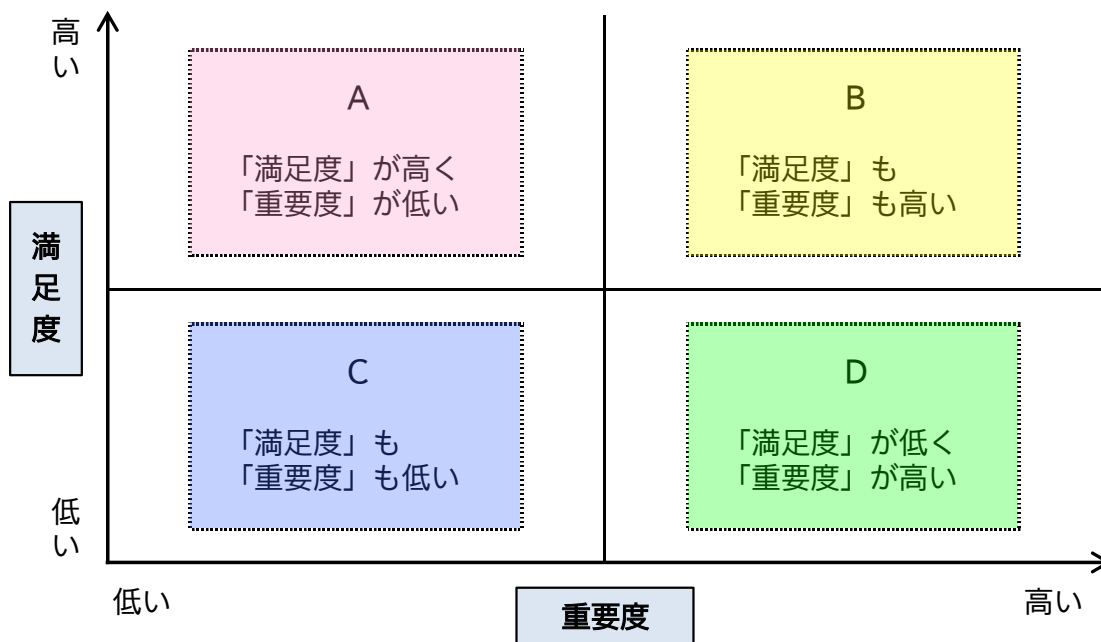 高い
A
「満足度」が高く
「重要度」が低い
B
「満足度」も
「重要度」も高い
満足度
C
「満足度」も
「重要度」も低い
D
「満足度」が低く
「重要度」が高い
低い
低い
重要度
高い